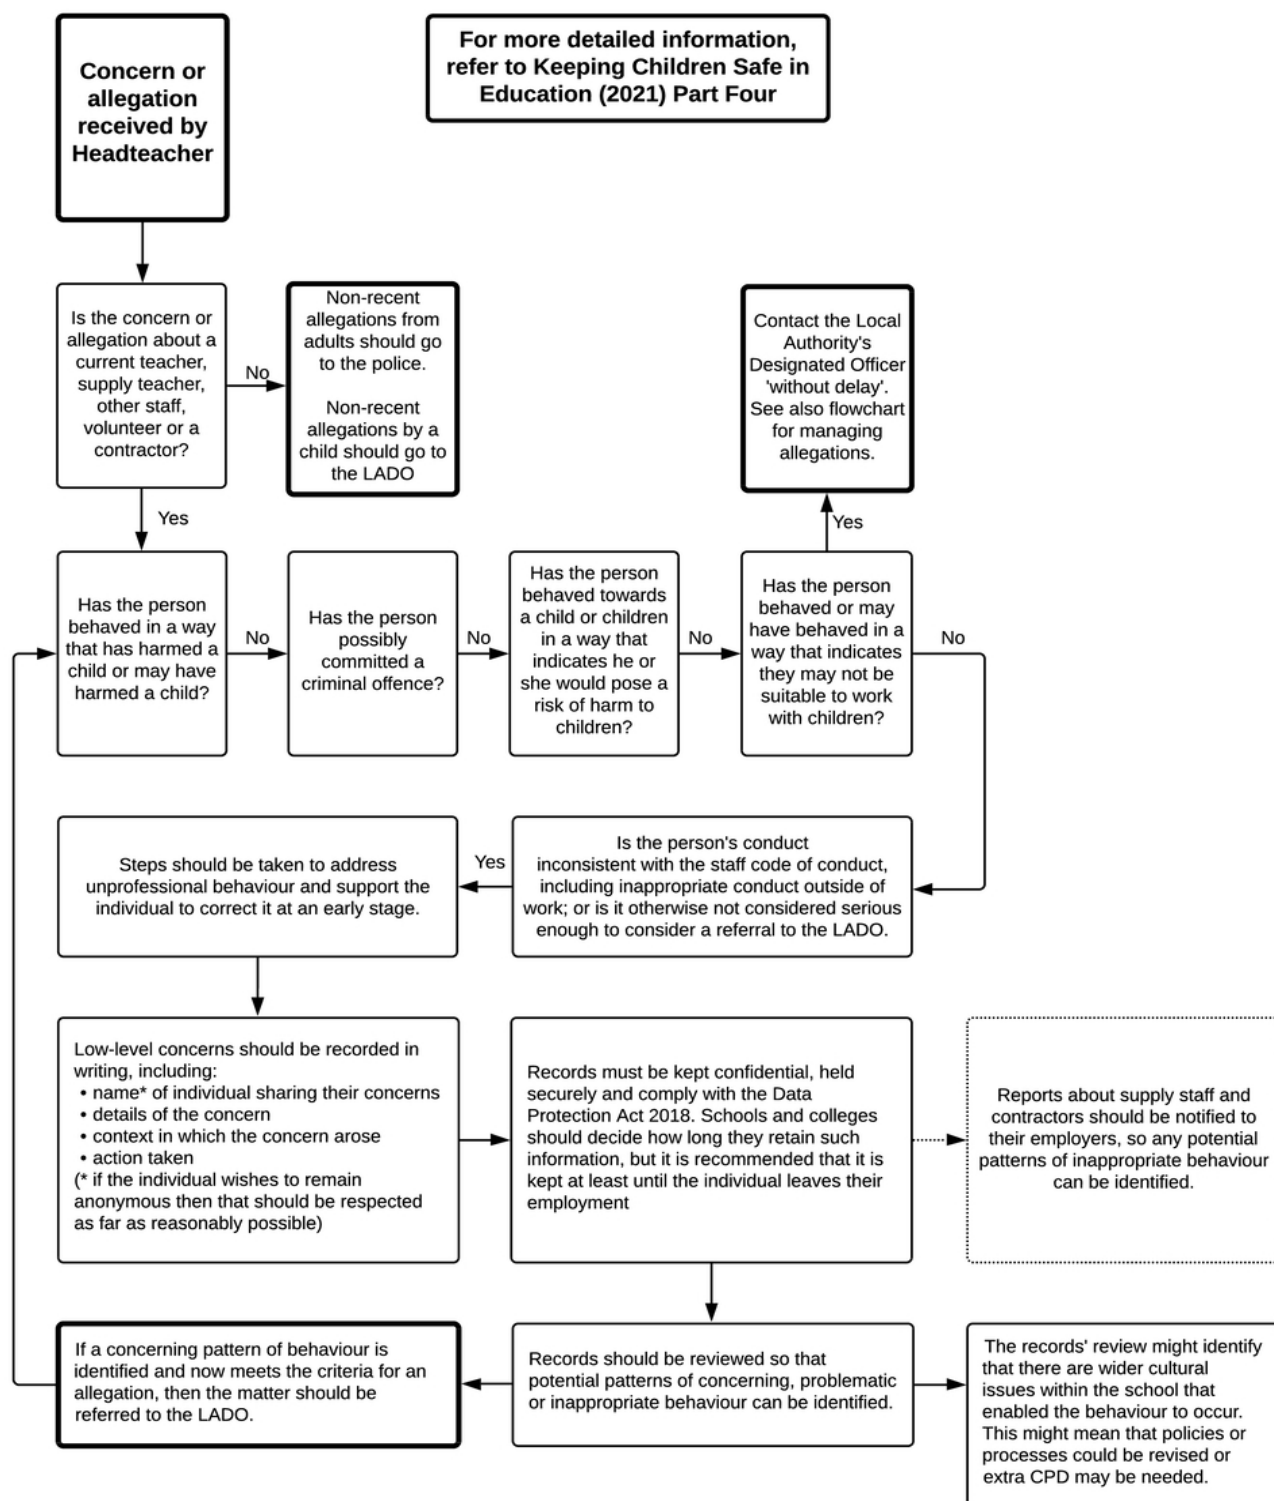 Concern or
allegation
received by
Headteacher
For more detailed information,
refer to Keeping Children Safe in
Education (2021) Part Four
Is the concern or
allegation about a
current teacher,
supply teacher,
other staff,
volunteer or a
contractor?
No
Non-recent
allegations from
adults should go
to the police.
Non-recent
allegations by a
child should go to
the LADO
Contact the Local
Authority's
Designated Officer
'without delay'.
See also flowchart
for managing
allegations.
Yes
Yes
Has the person
behaved in a way
that has harmed a
child or may have
harmed a child?
No
Has the person
possibly
committed a
criminal offence?
No
Has the person
behaved towards
a child or children
in a way that
indicates he or
she would pose a
risk of harm to
children?
No
Has the person
behaved or may
have behaved in a
way that indicates
they may not be
suitable to work
with children?
No
Is the person's conduct
inconsistent with the staff code of conduct,
including inappropriate conduct outside of
work; or is it otherwise not considered serious
enough to consider a referral to the LADO.
Yes
Steps should be taken to address
unprofessional behaviour and support the
individual to correct it at an early stage.
Low-level concerns should be recorded in
writing, including:
• name* of individual sharing their concerns
• details of the concern
• context in which the concern arose
• action taken
(* if the individual wishes to remain
anonymous then that should be respected
as far as reasonably possible)
Records must be kept confidential, held
securely and comply with the Data
Protection Act 2018. Schools and colleges
should decide how long they retain such
information, but it is recommended that it is
kept at least until the individual leaves their
employment
Reports about supply staff and
contractors should be notified to
their employers, so any potential
patterns of inappropriate behaviour
can be identified.
If a concerning pattern of behaviour is
identified and now meets the criteria for an
allegation, then the matter should be
referred to the LADO.
Records should be reviewed so that
potential patterns of concerning, problematic
or inappropriate behaviour can be identified.
The records' review might identify
that there are wider cultural
issues within the school that
enabled the behaviour to occur.
This might mean that policies or
processes could be revised or
extra CPD may be needed.